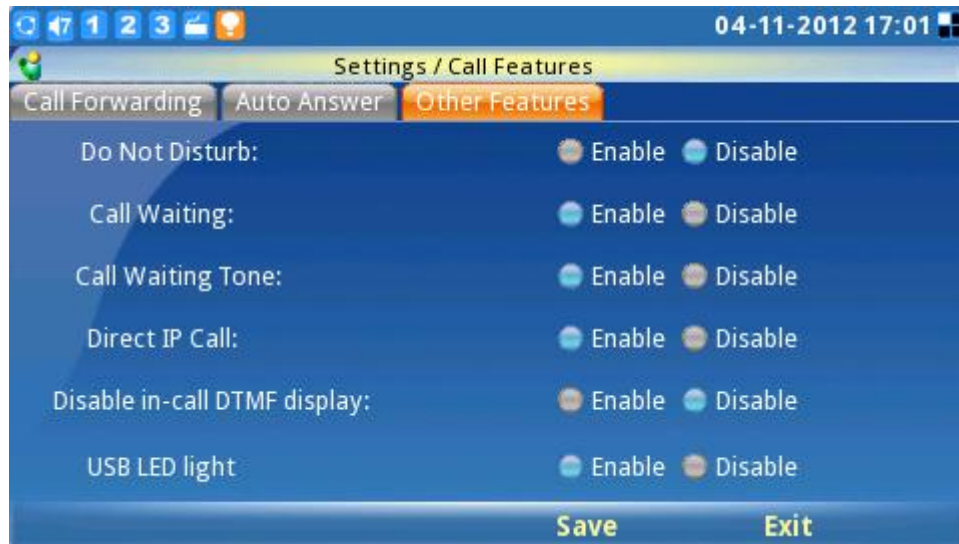 7 1 2 3 04-11-2012 17:01
Settings / Call Features
Call Forwarding Auto Answer Other Features
Do Not Disturb: Enable Disable
Call Waiting: Enable Disable
Call Waiting Tone: Enable Disable
Direct IP Call: Enable Disable
Disable in-call DTMF display: Enable Disable
USB LED light Enable Disable
Save Exit